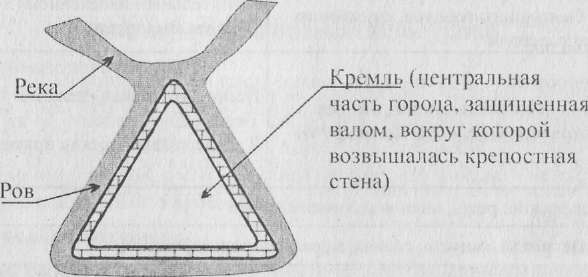 Река
Ров
Кремль (центральная
часть города, защищенная
валом, вокруг которой
возвышалась крепостная
стена)